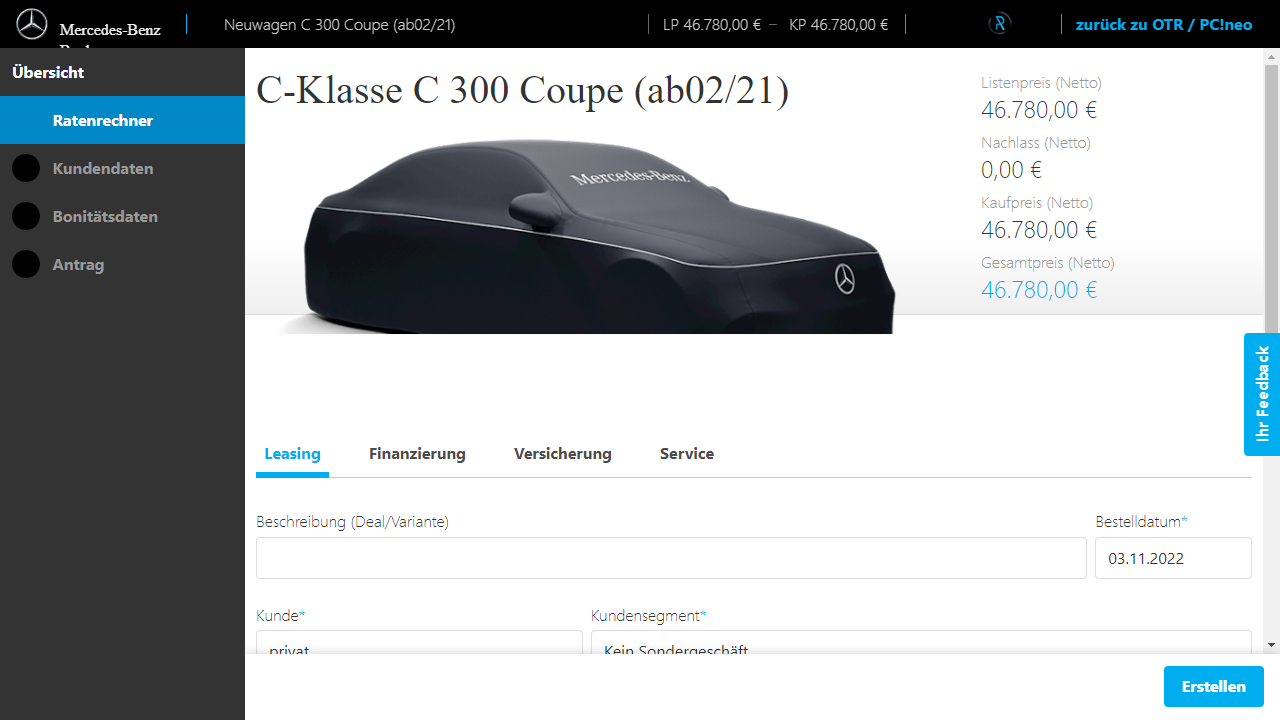 Mercedes-Benz
Neuwagen C 300 Coupe (ab02/21)
LP 46.780,00 € – KP 46.780,00 €
zurück zu OTR / PC!neo
Übersicht
Ratenrechner
Kundendaten
Bonitätsdaten
Antrag
C-Klasse C 300 Coupe (ab02/21)
Mercedes-Benz
Listenpreis (Netto)
46.780,00 €
Nachlass (Netto)
0,00 €
Kaufpreis (Netto)
46.780,00 €
Gesamtpreis (Netto)
46.780,00 €
Ihr Feedback
Leasing Finanzierung Versicherung Service
Beschreibung (Deal/Variante) Bestelldatum*
03.11.2022
Kunde* Kundensegment*
privat Kein Sondergeschäft
Erstellen